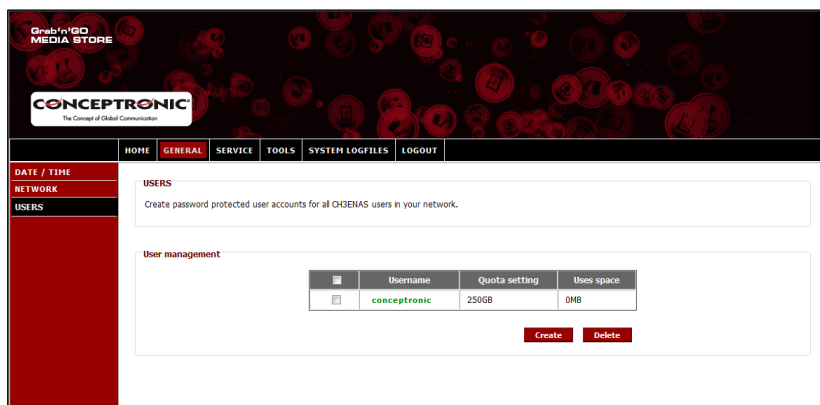 Grab'n'GO
MEDIA STORE
CONCEPTRONIC®
The Concept of Global Communication
HOME GENERAL SERVICE TOOLS SYSTEM LOGFILES LOGOUT
DATE / TIME
NETWORK
USERS
USERS
Create password protected user accounts for all CH3ENAS users in your network.
User management
Username Quota setting Uses space
conceptronic 250GB 0MB
Create Delete